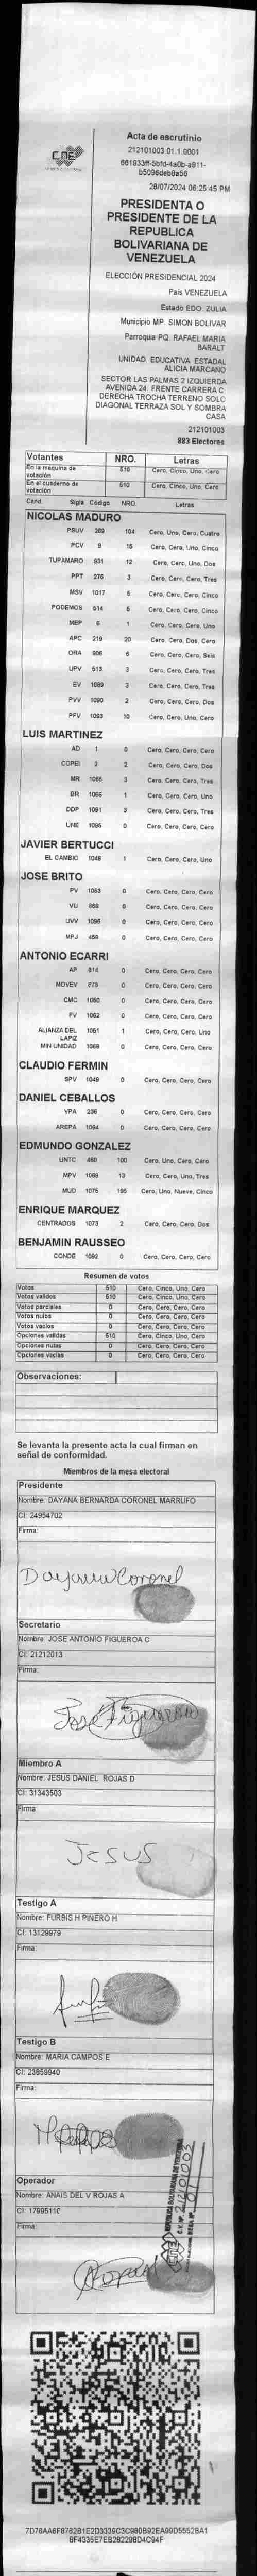 CNE
Acta de escrutinio
212101003.01.1.0001
28/07/2024 06:25:45 PM
PRESIDENTA O
PRESIDENTE DE LA
REPUBLICA
BOLIVARIANA DE
VENEZUELA
ELECCIÓN PRESIDENCIAL 2024
País VENEZUELA
Estado EDO. ZULIA
Municipio MP. SIMON BOLIVAR
Parroquia PQ. RAFAEL MARIA
BARALT
UNIDAD EDUCATIVA ESTADAL
ALICIA MARCANO
SECTOR LAS PALMAS 2 IZQUIERDA
AVENIDA 24. FRENTE CARRERA C.
DERECHA TROCHA TERRENO SOLO
DIAGONAL TERRAZA SOL Y SOMBRA
CASA
212101003
883 Electores
Votantes NRO. Letras
En la maquina de votación 510 Cero, Cinco, Uno, Cero
En el cuaderno de votación 510 Cero, Cinco, Uno, Cero
Cand. Sigla Código NRO. Letras
NICOLAS MADURO
PSUV 269 104 Cero, Uno, Cero, Cuatro
PCV 9 15 Cero, Cero, Uno, Cinco
TUPAMARO 931 12 Cero, Cero, Uno, Dos
PPT 276 3 Cero, Cero, Cero, Tres
MSV 1017 5 Cero, Cero, Cero, Cinco
PODEMOS 514 5 Cero, Cero, Cero, Cinco
MEP 6 1 Cero, Cero, Cero, Uno
APC 219 20 Cero, Cero, Dos, Cero
ORA 906 6 Cero, Cero, Cero, Seis
UPV 513 3 Cero, Cero, Cero, Tres
EV 1089 3 Cero, Cero, Cero, Tres
PVV 1090 2 Cero, Cero, Cero, Dos
PFV 1093 10 Cero, Cero, Uno, Cero
LUIS MARTINEZ
AD 1 0 Cero, Cero, Cero, Cero
COPEI 2 2 Cero, Cero, Cero, Dos
MR 1065 3 Cero, Cero, Cero, Tres
BR 1066 1 Cero, Cero, Cero, Uno
DDP 1091 3 Cero, Cero, Cero, Tres
UNE 1095 0 Cero, Cero, Cero, Cero
JAVIER BERTUCCI
EL CAMBIO 1048 1 Cero, Cero, Cero, Uno
JOSE BRITO
PV 1053 0 Cero, Cero, Cero, Cero
VU 868 0 Cero, Cero, Cero, Cero
UVV 1096 0 Cero, Cero, Cero, Cero
MPJ 459 0 Cero, Cero, Cero, Cero
ANTONIO ECARRI
AP 814 0 Cero, Cero, Cero, Cero
MOVEV 878 0 Cero, Cero, Cero, Cero
CMC 1050 0 Cero, Cero, Cero, Cero
FV 1062 0 Cero, Cero, Cero, Cero
ALIANZA DEL LAPIZ 1051 1 Cero, Cero, Cero, Uno
MIN UNIDAD 1068 0 Cero, Cero, Cero, Cero
CLAUDIO FERMIN
SPV 1049 0 Cero, Cero, Cero, Cero
DANIEL CEBALLOS
VPA 236 0 Cero, Cero, Cero, Cero
AREPA 1094 0 Cero, Cero, Cero, Cero
EDMUNDO GONZALEZ
UNTC 460 100 Cero, Uno, Cero, Cero
MPV 1069 13 Cero, Cero, Uno, Tres
MUD 1075 195 Cero, Uno, Nueve, Cinco
ENRIQUE MARQUEZ
CENTRADOS 1073 2 Cero, Cero, Cero, Dos
BENJAMIN RAUSSEO
CONDE 1092 0 Cero, Cero, Cero, Cero
Resumen de votos
Votos 510 Cero, Cinco, Uno, Cero
Votos validos 510 Cero, Cinco, Uno, Cero
Votos parciales 0 Cero, Cero, Cero, Cero
Votos nulos 0 Cero, Cero, Cero, Cero
Votos vacios 0 Cero, Cero, Cero, Cero
Opciones validas 510 Cero, Cinco, Uno, Cero
Opciones nulas 0 Cero, Cero, Cero, Cero
Opciones vacias 0 Cero, Cero, Cero, Cero
Observaciones:
Se levanta la presente acta la cual firman en
señal de conformidad.
Miembros de la mesa electoral
Presidente
Nombre: DAYANA BERNARDA CORONEL MARRUFO
CI: 24954702
Firma:
Dayana Coronel
Secretario
Nombre: JOSE ANTONIO FIGUEROA C
CI: 21212013
Firma:
José Figueroa
Miembro A
Nombre: JESUS DANIEL ROJAS D
CI: 31343503
Firma:
JESUS
Testigo A
Nombre: FURBIS H PIÑERO H
CI: 13129979
Firma:
Testigo B
Nombre: MARIA CAMPOS E
CI: 23859940
Firma:
Operador
Nombre: ANAIS DEL V ROJAS A
CI: 17995110
Firma:
CNE
REPÚBLICA BOLIVARIANA DE VENEZUELA
C.V. Nº. 212101003
MESA Nº 01